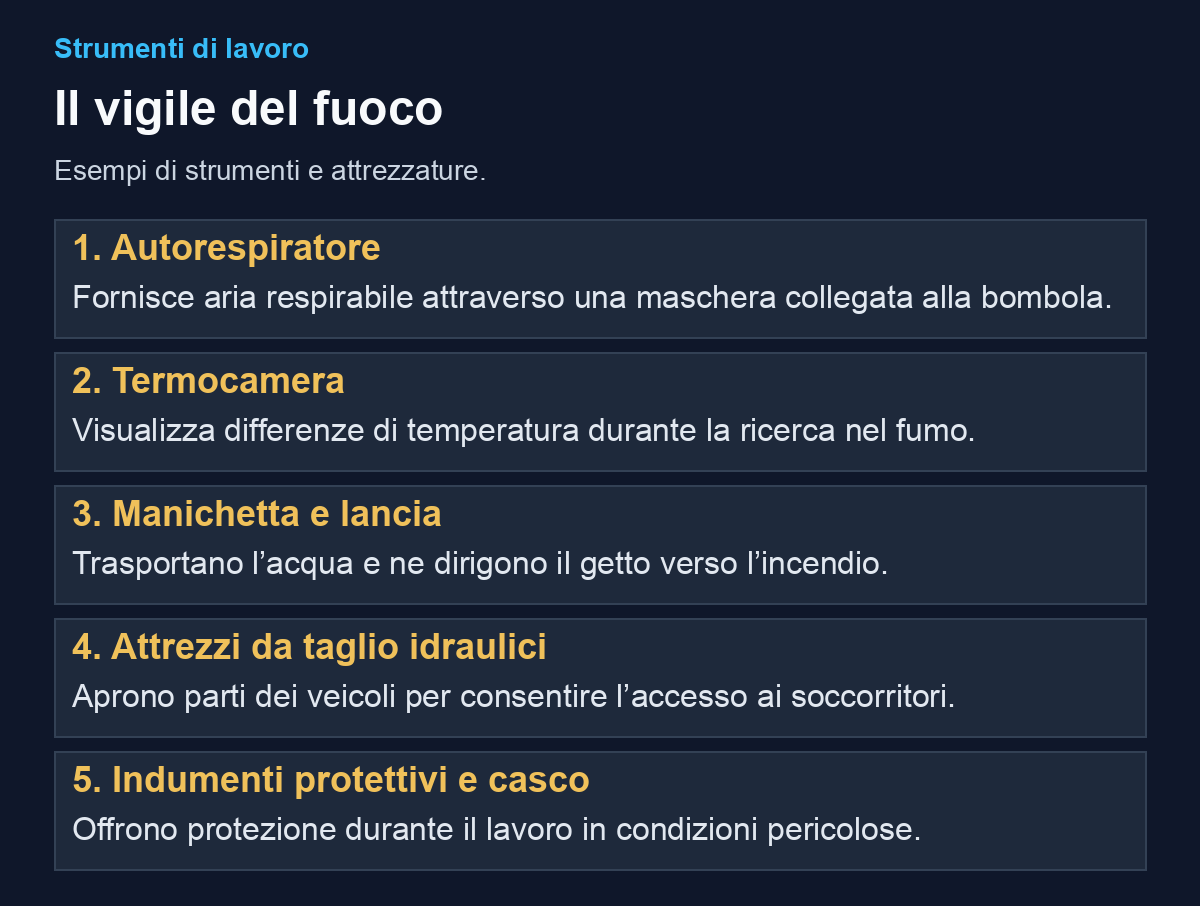 Strumenti di lavoro
Il vigile del fuoco
Esempi di strumenti e attrezzature.
1. Autorespiratore
Fornisce aria respirabile attraverso una maschera collegata alla bombola.
2. Termocamera
Visualizza differenze di temperatura durante la ricerca nel fumo.
3. Manichetta e lancia
Trasportano l’acqua e ne dirigono il getto verso l’incendio.
4. Attrezzi da taglio idraulici
Aprono parti dei veicoli per consentire l’accesso ai soccorritori.
5. Indumenti protettivi e casco
Offrono protezione durante il lavoro in condizioni pericolose.